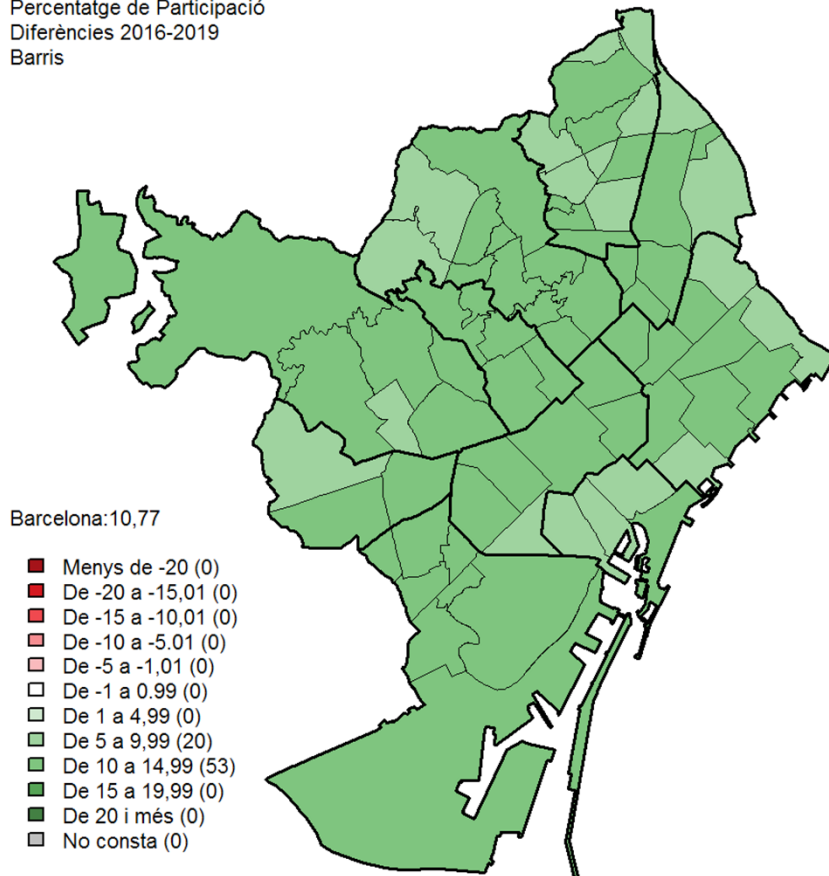 Percentatge de Participació
Diferències 2016-2019
Barris
Barcelona:10,77
Menys de -20 (0)
De -20 a -15,01 (0)
De -15 a -10,01 (0)
De -10 a -5.01 (0)
De -5 a -1,01 (0)
De -1 a 0.99 (0)
De 1 a 4,99 (0)
De 5 a 9,99 (20)
De 10 a 14,99 (53)
De 15 a 19,99 (0)
De 20 i més (0)
No consta (0)